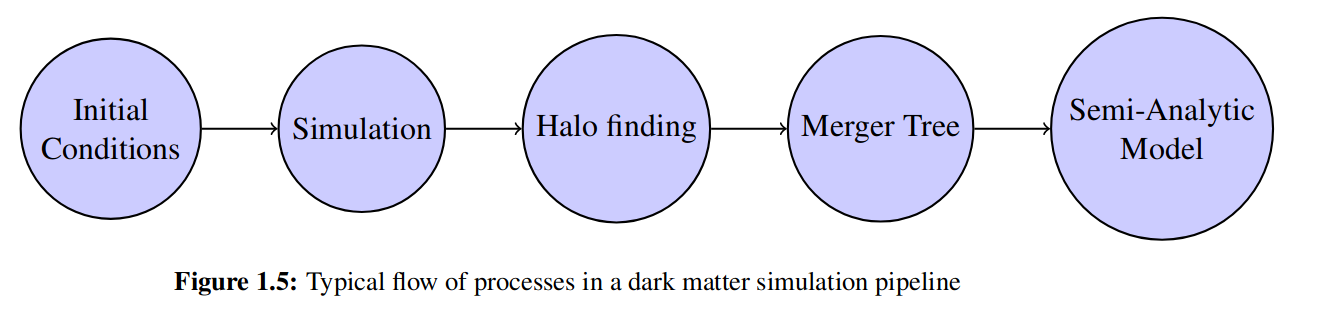 Initial
Conditions
Simulation
Halo finding
Merger Tree
Semi-Analytic
Model
Figure 1.5: Typical flow of processes in a dark matter simulation pipeline